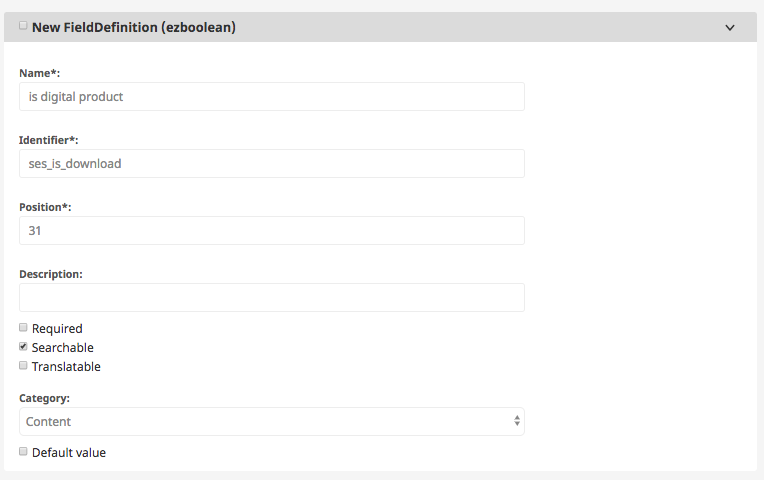 New FieldDefinition (ezboolean)
Name*:
is digital product
Identifier*:
ses_is_download
Position*:
31
Description:
Required
Searchable
Translatable
Category:
Content
Default value